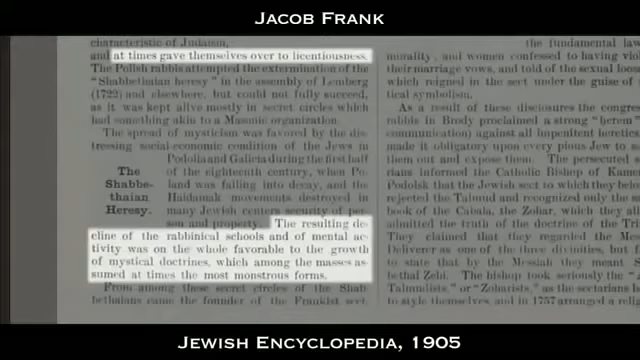 JACOB FRANK
characteristic of Judaism,
and at times gave themselves over to licentiousness.
The Polish rabbis attempted the extermination of the
"Shabbethaian heresy" in the assembly of Lemberg
(1722) and elsewhere, but could not fully succeed,
as it was kept alive mostly in secret circles which
had something akin to a Masonic organization.
The spread of mysticism was favored by the dis-
tressing social-economic condition of the Jews in
Podolia and Galicia during the first half
The of the eighteenth century, when Po-
Shabbe- land was falling into decay, and the
thaian Haidamak movements destroyed in
Heresy. many Jewish centers security of per-
son and property. The resulting de-
cline of the rabbinical schools and of mental ac-
tivity was on the whole favorable to the growth
of mystical doctrines, which among the masses as-
sumed at times the most monstrous forms.
From among these secret circles of the Shab-
bethaians came the founder of the Frankist sect.
the fundamental law
morality, and women confessed to having viol
their marriage vows, and told of the sexual loos
which reigned in the sect under the guise of
tical symbolism.
As a result of these disclosures the congre
rabbis in Brody proclaimed a strong "herem"
communication) against all impenitent heretics
made it obligatory upon every pious Jew to
them out and expose them. The persecuted
ians informed the Catholic Bishop of Kamen
Podolsk that the Jewish sect to which they be
rejected the Talmud and recognized only the
book of the Cabala, the Zohar, which they al
admitted the truth of the doctrine of the Tri
They claimed that they regarded the Mes
Deliverer as one of the three divinities, but
to state that by the Messiah they meant
bethai Zebi. The bishop took seriously the
Talmudists," or "Zoharists," as the sectarians
to style themselves, and in 1757 arranged a relig
JEWISH ENCYCLOPEDIA, 1905